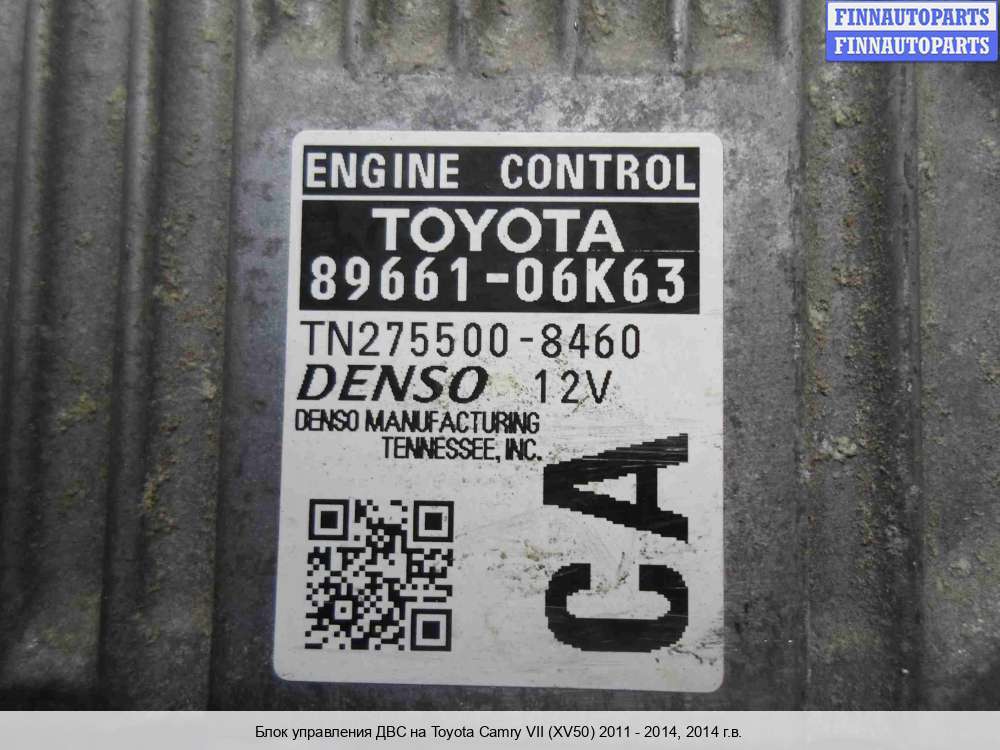 FINNAUTOPARTS
FINNAUTOPARTS
ENGINE CONTROL
TOYOTA
89661-06K63
TN275500-8460
DENSO 12V
DENSO MANUFACTURING
TENNESSEE, INC.
CA
Блок управления ДВС на Toyota Camry VII (XV50) 2011 - 2014, 2014 г.в.